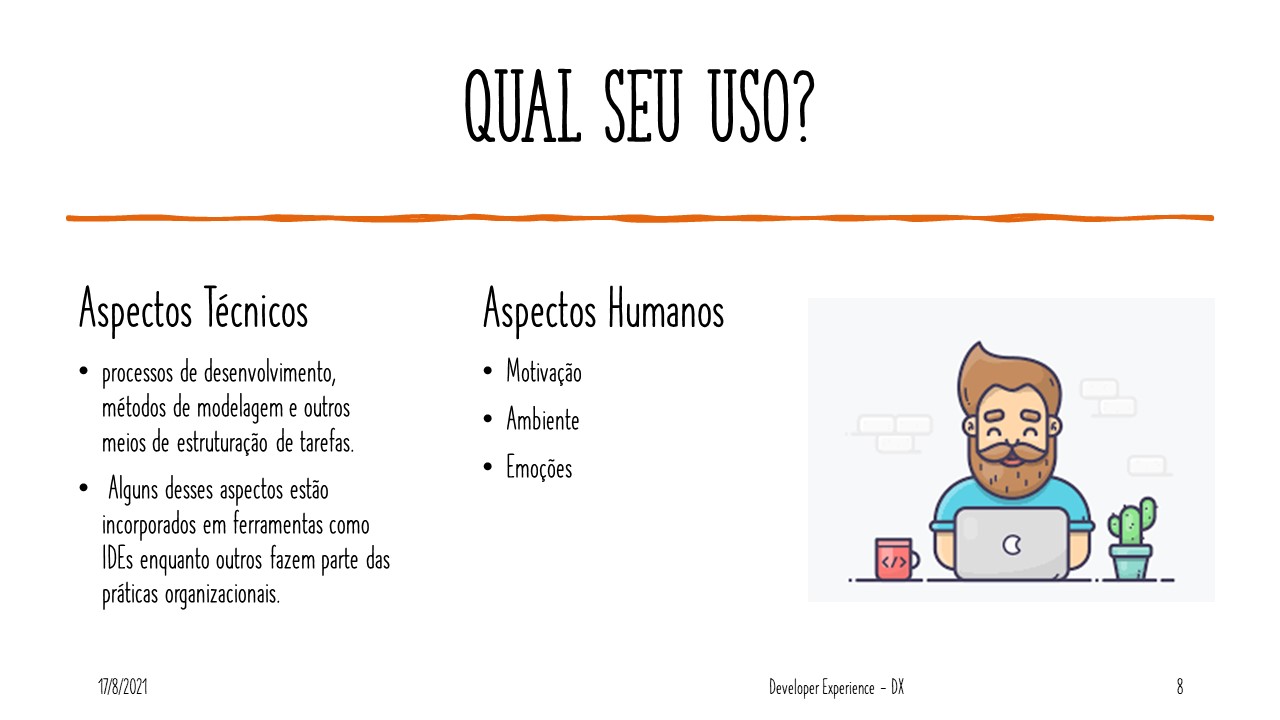 QUAL SEU USO?
Aspectos Técnicos
• processos de desenvolvimento,
métodos de modelagem e outros
meios de estruturação de tarefas.
• Alguns desses aspectos estão
incorporados em ferramentas como
IDEs enquanto outros fazem parte das
práticas organizacionais.
Aspectos Humanos
• Motivação
• Ambiente
• Emoções
</>
17/8/2021
Developer Experience - DX
8